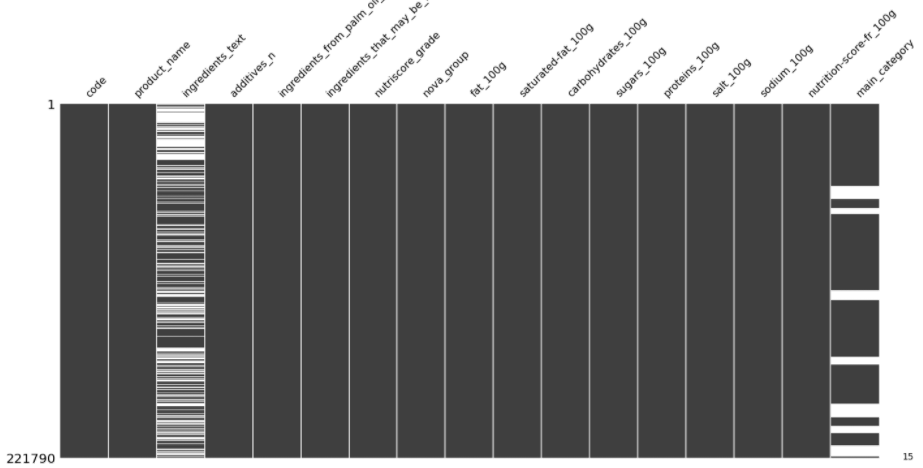 code
product_name
ingredients_text
additives_n
ingredients_from_palm_oil_
ingredients_that_may_be_
nutriscore_grade
nova_group
fat_100g
saturated-fat_100g
carbohydrates_100g
sugars_100g
proteins_100g
salt_100g
sodium_100g
nutrition-score-fr_100g
main_category
1
221790
15